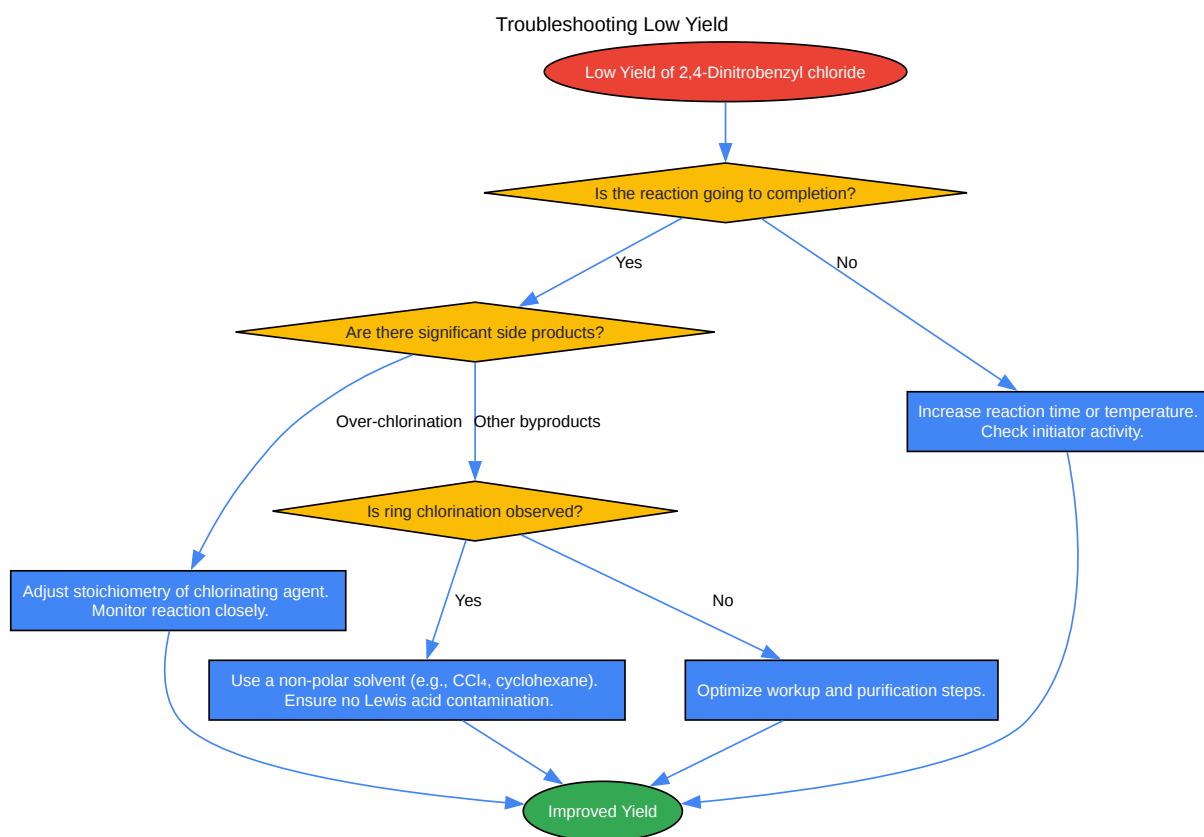 Troubleshooting Low Yield
Low Yield of 2,4-Dinitrobenzyl chloride
Is the reaction going to completion?
Yes
No
Are there significant side products?
Over-chlorination
Other byproducts
Increase reaction time or temperature.
Check initiator activity.
Is ring chlorination observed?
Adjust stoichiometry of chlorinating agent.
Monitor reaction closely.
Yes
No
Use a non-polar solvent (e.g., CCl₄, cyclohexane).
Ensure no Lewis acid contamination.
Optimize workup and purification steps.
Improved Yield